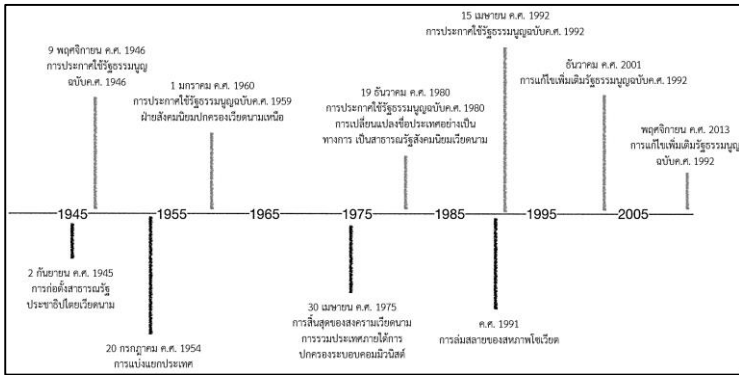 15 เมษายน ค.ศ. 1992
การประกาศใช้รัฐธรรมนูญฉบับค.ศ. 1992
9 พฤศจิกายน ค.ศ. 1946
การประกาศใช้รัฐธรรมนูญ
ฉบับค.ศ. 1946
1 มกราคม ค.ศ. 1960
การประกาศใช้รัฐธรรมนูญฉบับค.ศ. 1959
ฝ่ายสังคมนิยมปกครองเวียดนามเหนือ
19 ธันวาคม ค.ศ. 1980
การประกาศใช้รัฐธรรมนูญฉบับค.ศ. 1980
การเปลี่ยนแปลงชื่อประเทศอย่างเป็น
ทางการ เป็นสาธารณรัฐสังคมนิยมเวียดนาม
ธันวาคม ค.ศ. 2001
การแก้ไขเพิ่มเติมรัฐธรรมนูญฉบับค.ศ. 1992
พฤศจิกายน ค.ศ. 2013
การแก้ไขเพิ่มเติมรัฐธรรมนูญ
ฉบับค.ศ. 1992
1945 1955 1965 1975 1985 1995 2005
2 กันยายน ค.ศ. 1945
การก่อตั้งสาธารณรัฐ
ประชาธิปไตยเวียดนาม
20 กรกฎาคม ค.ศ. 1954
การแบ่งแยกประเทศ
30 เมษายน ค.ศ. 1975
การสิ้นสุดของสงครามเวียดนาม
การรวมประเทศภายใต้การ
ปกครองระบอบคอมมิวนิสต์
ค.ศ. 1991
การล่มสลายของสหภาพโซเวียต